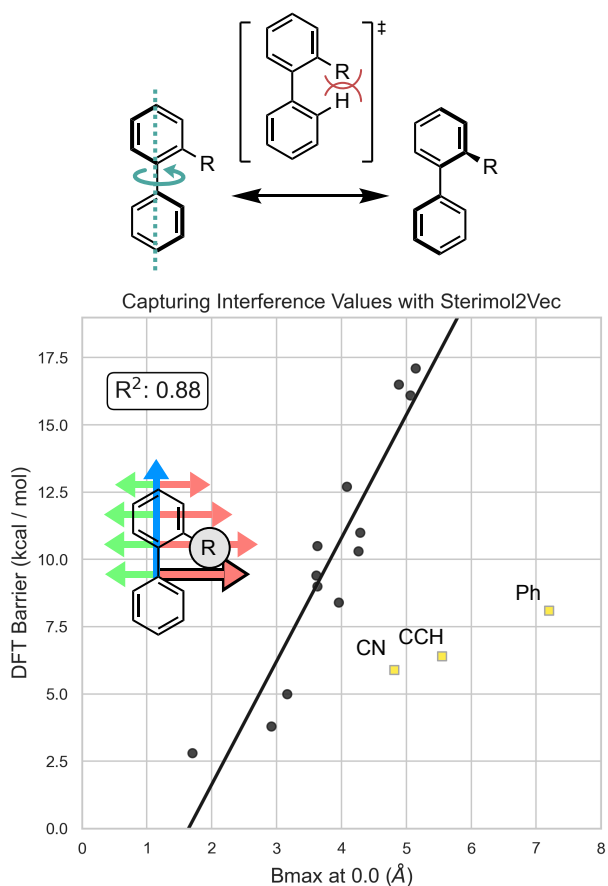 ‡
R
H
R
R
Capturing Interference Values with Sterimol2Vec
R²: 0.88
R
Ph
CCH
CN
17.5
15.0
12.5
10.0
7.5
5.0
2.5
0.0
DFT Barrier (kcal / mol)
0 1 2 3 4 5 6 7 8
Bmax at 0.0 (Å)